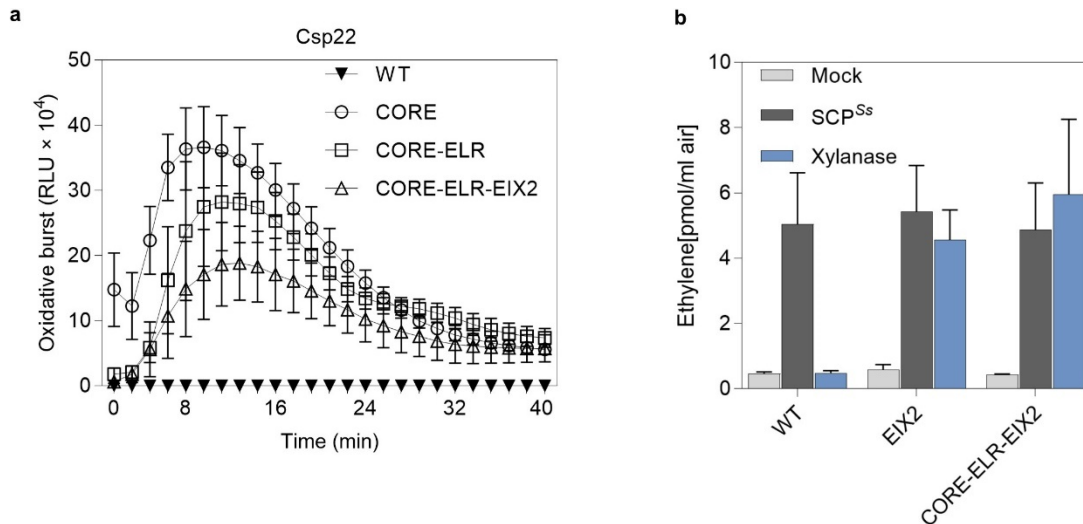 a
Csp22
Oxidative burst (RLU × 10⁴)
50
40
30
20
10
0
WT
CORE
CORE-ELR
CORE-ELR-EIX2
0 8 16 24 32 40
Time (min)
b
Ethylene[pmol/ml air]
10
8
6
4
2
0
Mock
SCPˢˢ
Xylanase
WT
EIX2
CORE-ELR-EIX2